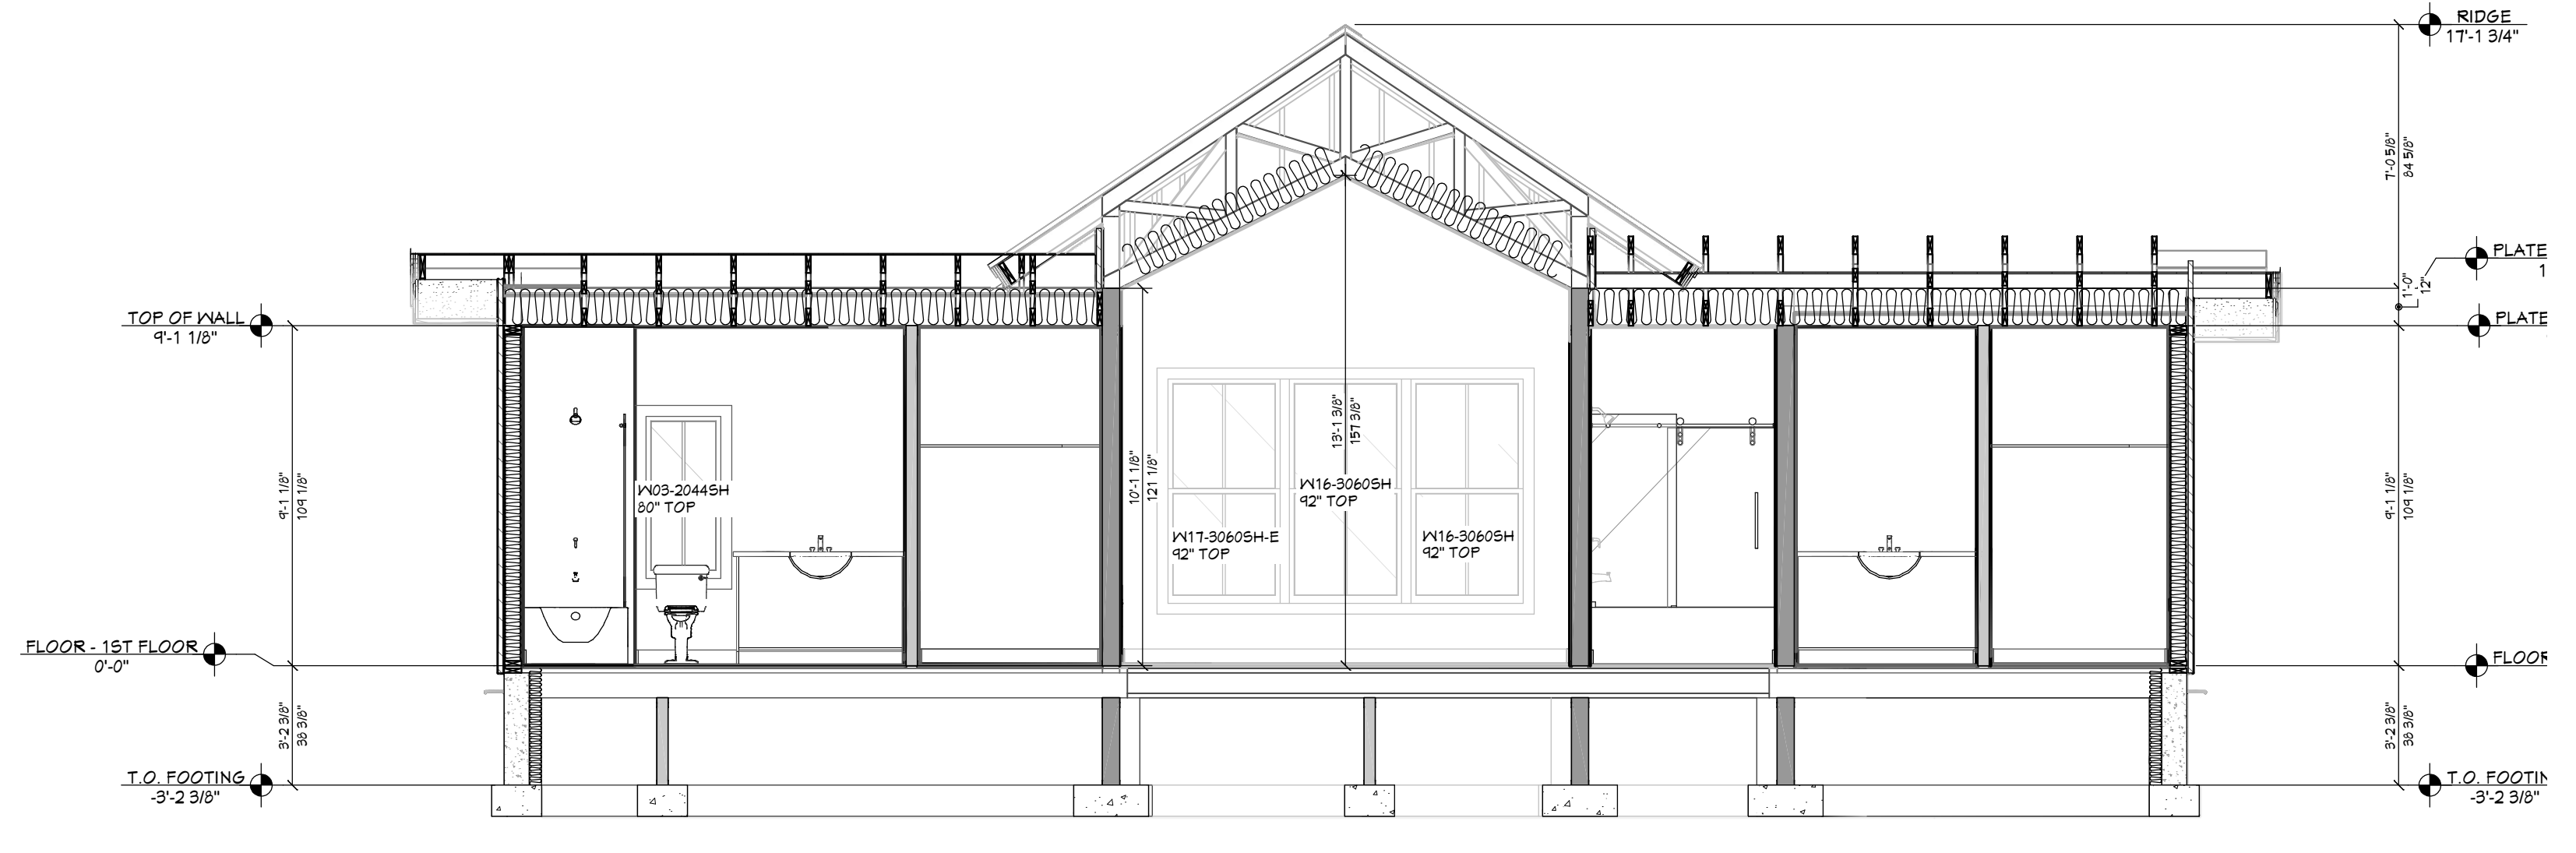 RIDGE
17'-1 3/4"
7'-0 5/8"
84 5/8"
PLATE
1
1'-0"
12"
TOP OF WALL
9'-1 1/8"
PLATE
13'-1 3/8"
157 3/8"
10'-1 1/8"
121 1/8"
9'-1 1/8"
109 1/8"
W03-2044SH
80" TOP
W16-3060SH
92" TOP
W17-3060SH-E
92" TOP
W16-3060SH
92" TOP
9'-1 1/8"
109 1/8"
FLOOR - 1ST FLOOR
0'-0"
FLOOR
3'-2 3/8"
38 3/8"
3'-2 3/8"
38 3/8"
T.O. FOOTING
-3'-2 3/8"
T.O. FOOTIN
-3'-2 3/8"